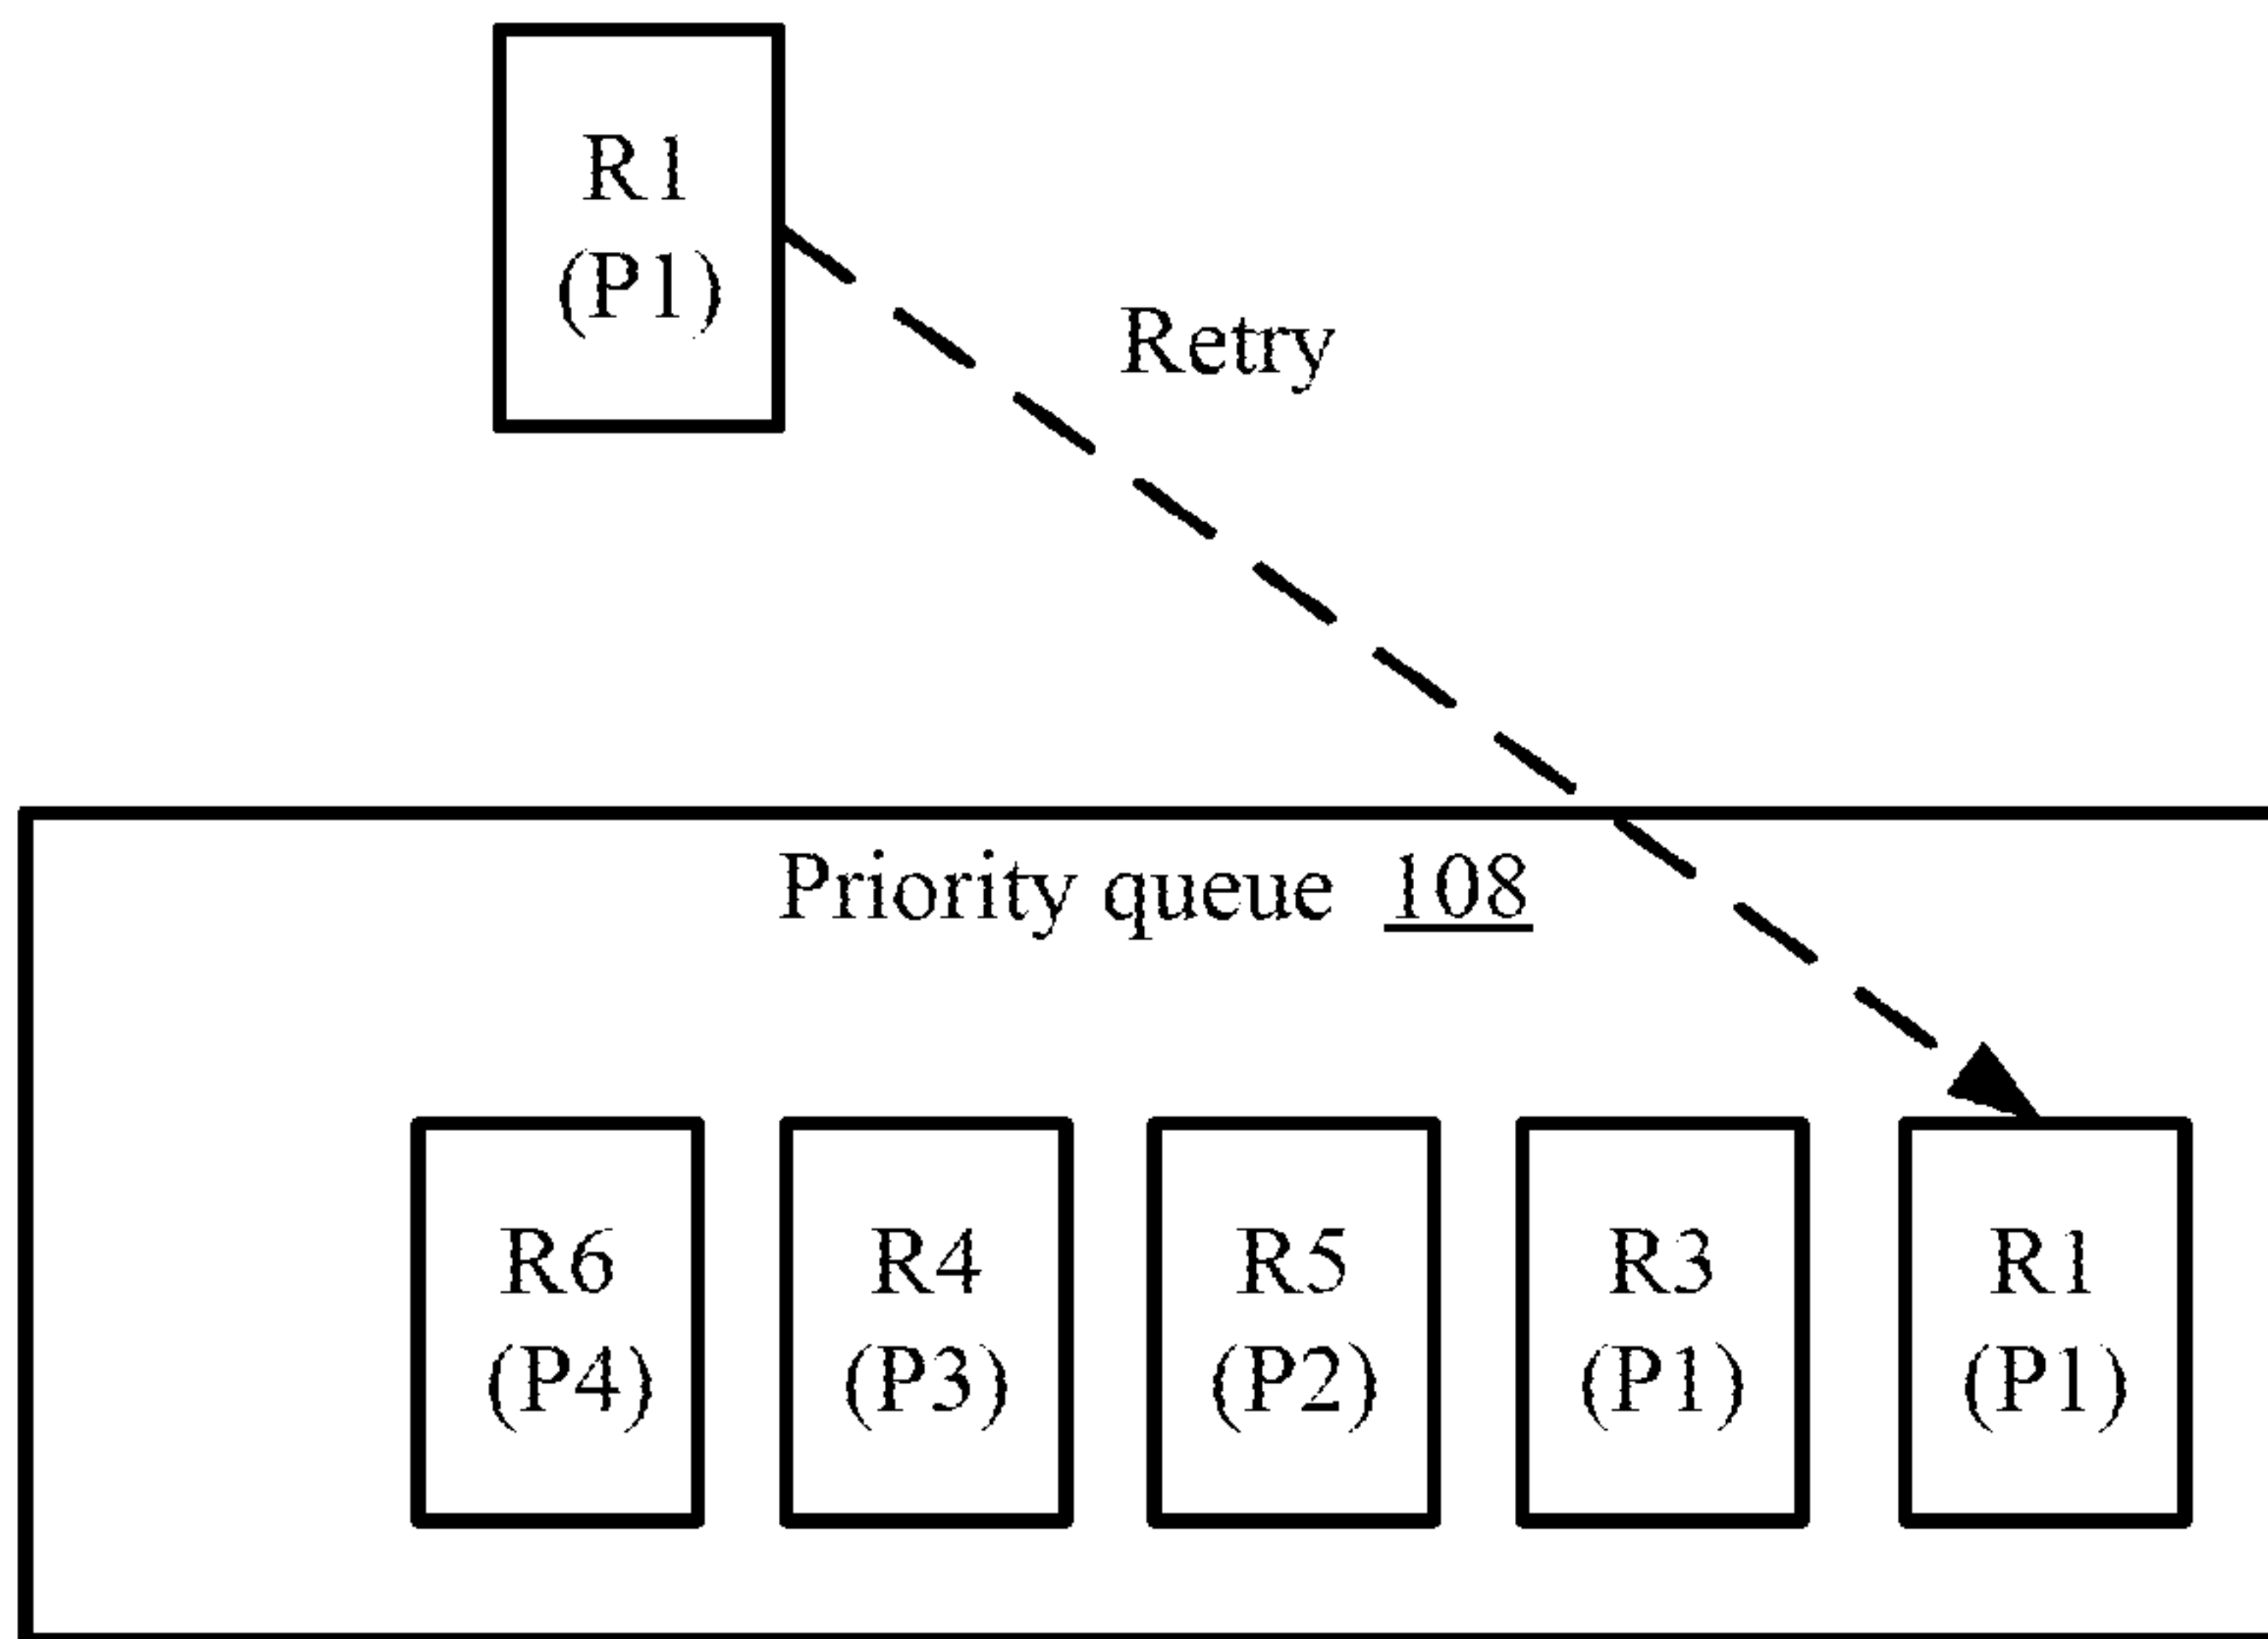 R1
(P1)
Retry
Priority queue 108
R6
(P4)
R4
(P3)
R5
(P2)
R3
(P1)
R1
(P1)